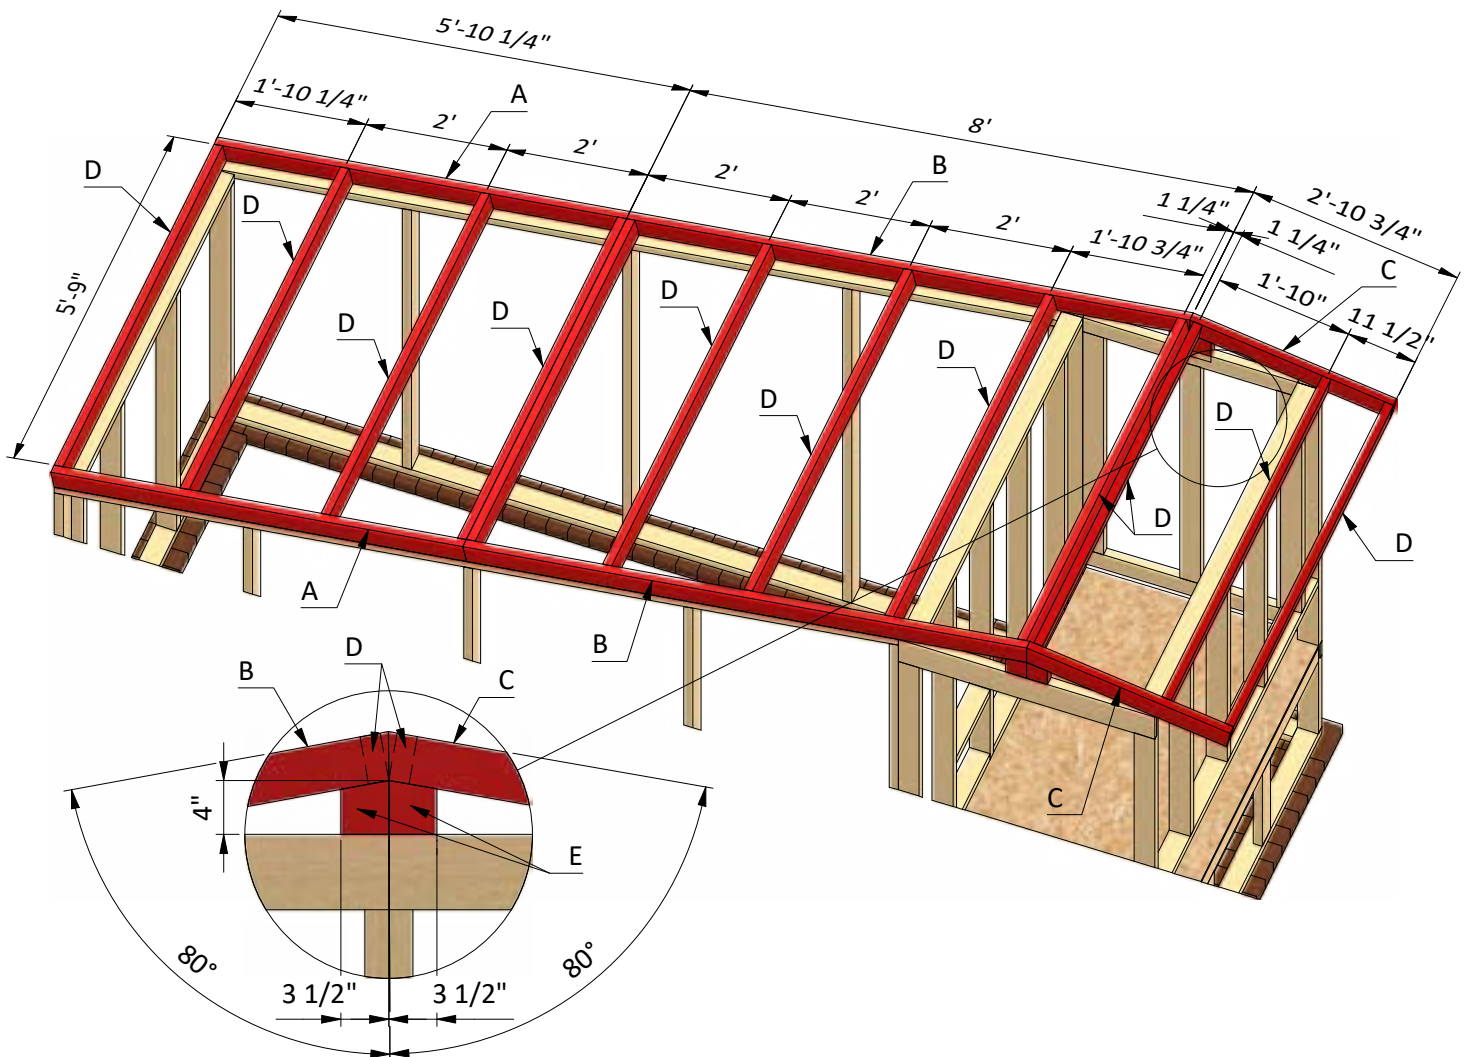 5'-10 1/4"
1'-10 1/4"
A
2'
8'
D
2'
B
2'-10 3/4"
D
2'
1 1/4"
1 1/4"
2'
C
2'
1'-10 3/4"
1'-10"
5'-9"
D
D
11 1/2"
D
D
D
D
D
D
A
B
D
B
C
C
4"
E
80°
80°
3 1/2"
3 1/2"